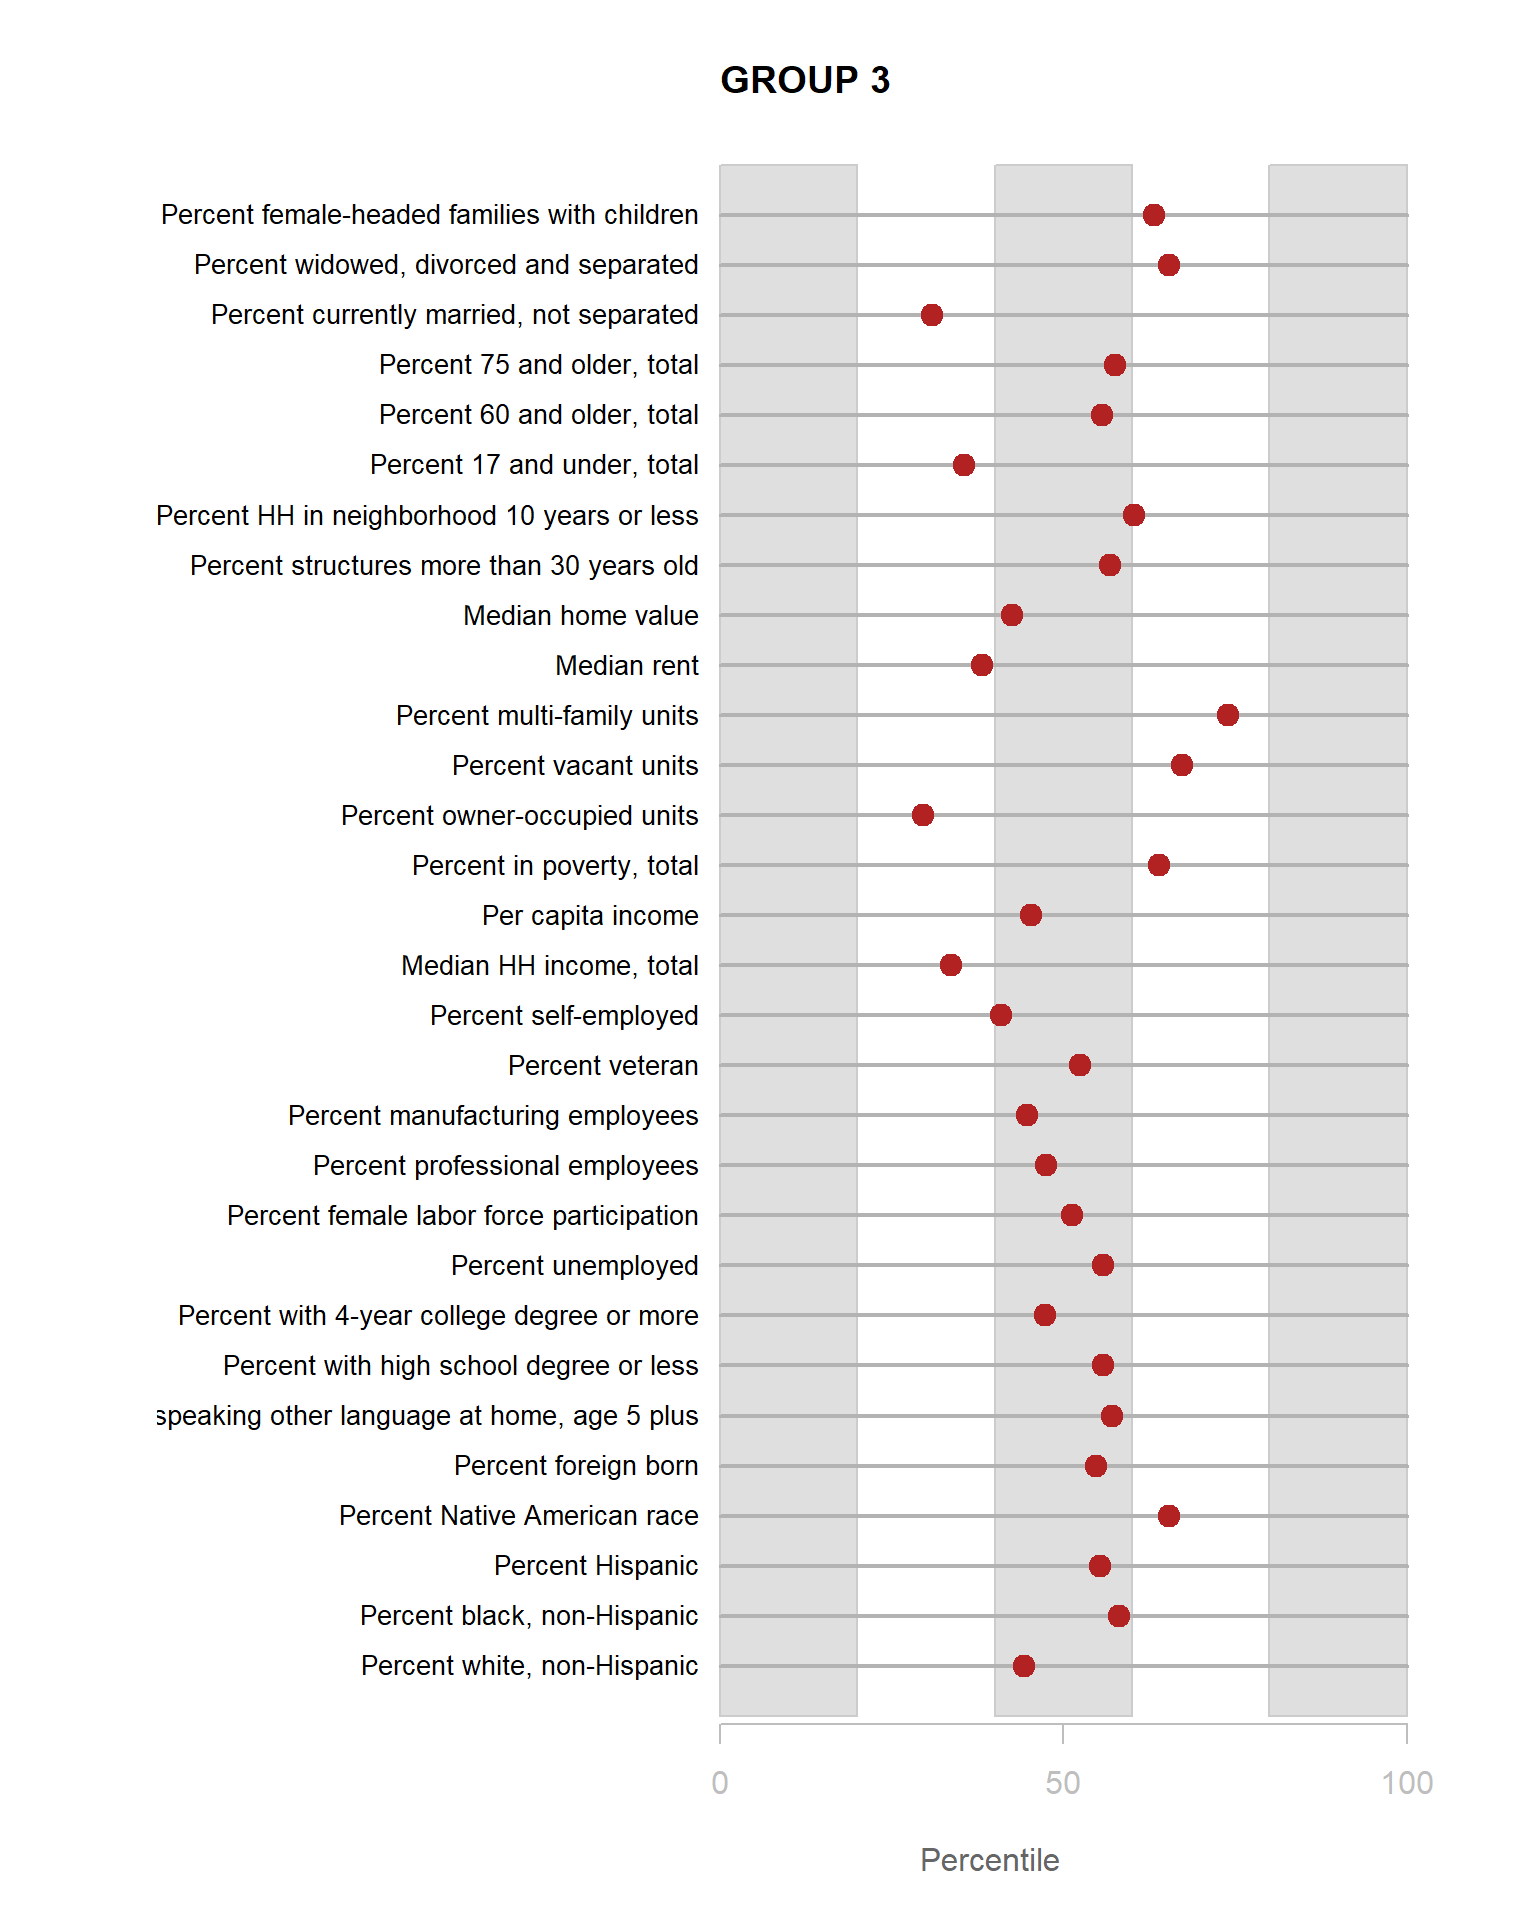 GROUP 3
Percent female-headed families with children
Percent widowed, divorced and separated
Percent currently married, not separated
Percent 75 and older, total
Percent 60 and older, total
Percent 17 and under, total
Percent HH in neighborhood 10 years or less
Percent structures more than 30 years old
Median home value
Median rent
Percent multi-family units
Percent vacant units
Percent owner-occupied units
Percent in poverty, total
Per capita income
Median HH income, total
Percent self-employed
Percent veteran
Percent manufacturing employees
Percent professional employees
Percent female labor force participation
Percent unemployed
Percent with 4-year college degree or more
Percent with high school degree or less
speaking other language at home, age 5 plus
Percent foreign born
Percent Native American race
Percent Hispanic
Percent black, non-Hispanic
Percent white, non-Hispanic
0 50 100
Percentile